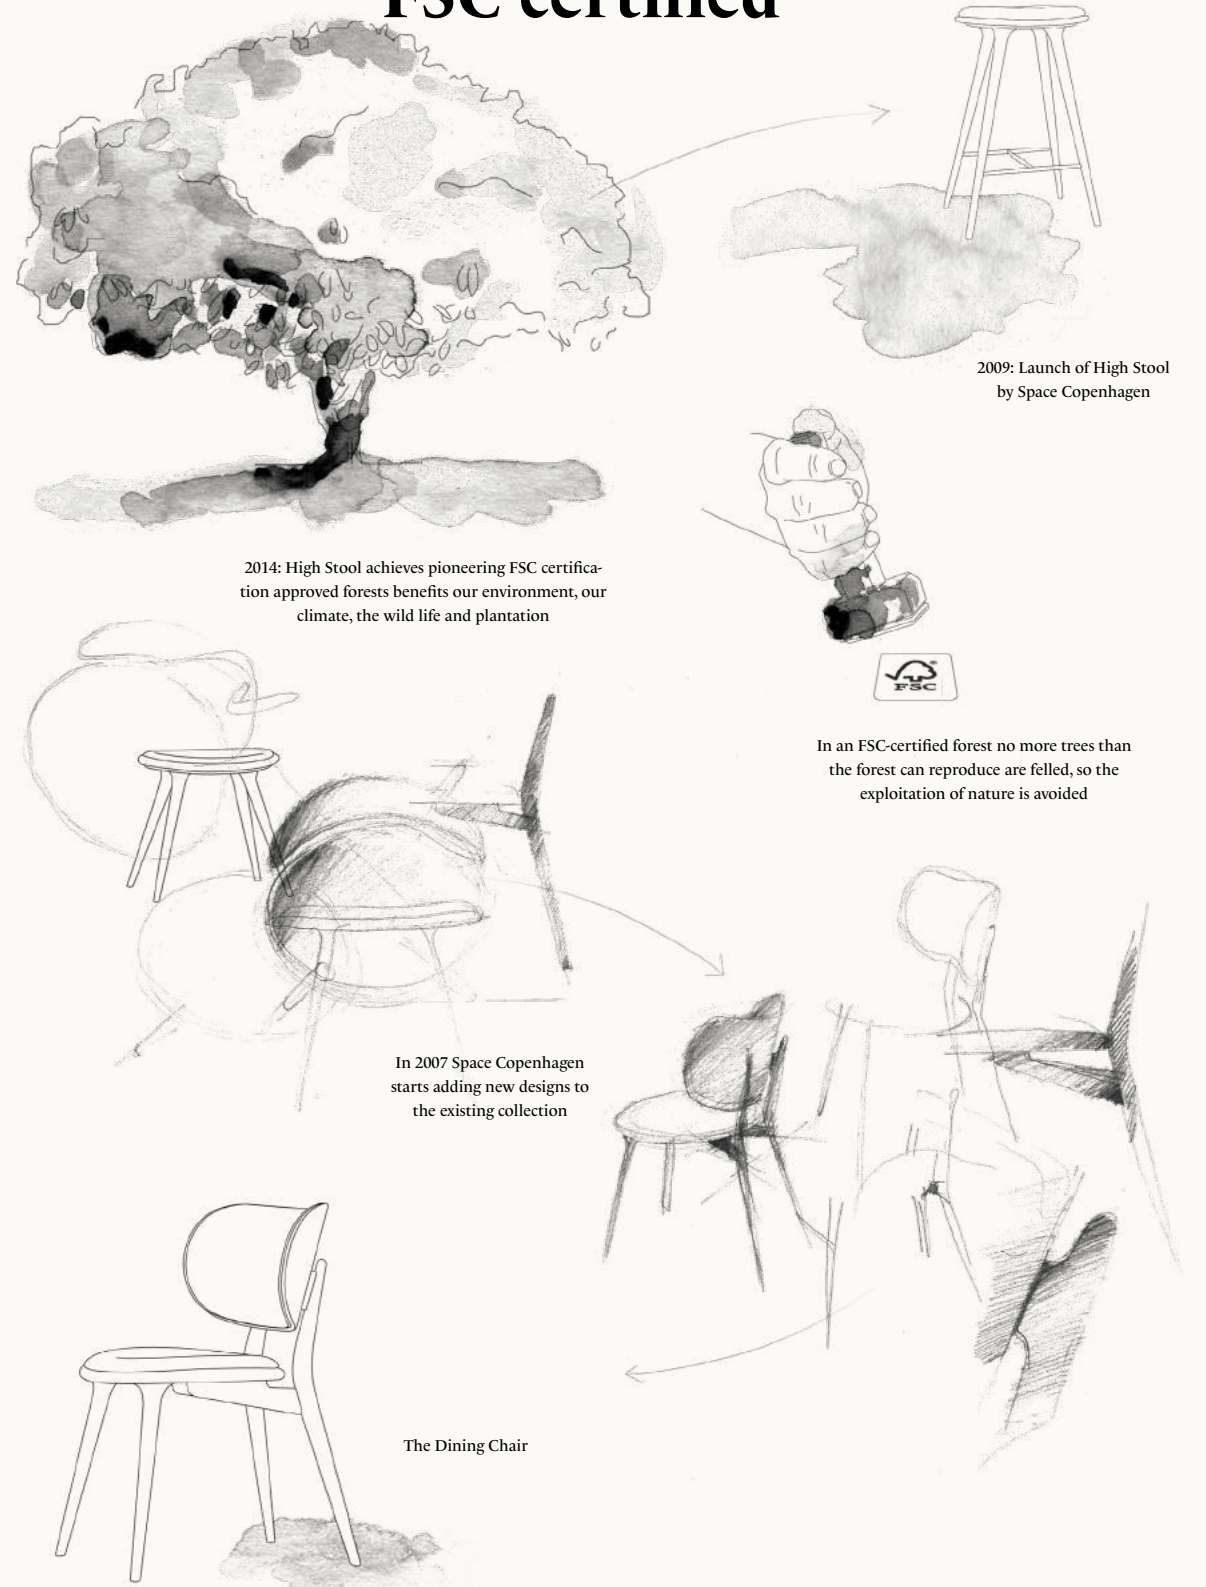 FSC certified
2009: Launch of High Stool
by Space Copenhagen
2014: High Stool achieves pioneering FSC certifica-
tion approved forests benefits our environment, our
climate, the wild life and plantation
® FSC
In an FSC-certified forest no more trees than
the forest can reproduce are felled, so the
exploitation of nature is avoided
In 2007 Space Copenhagen
starts adding new designs to
the existing collection
The Dining Chair